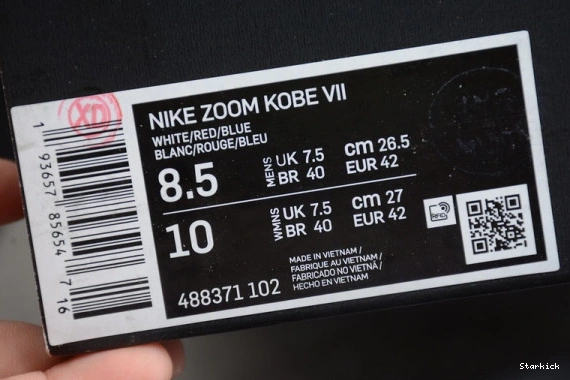 NIKE ZOOM KOBE VII
WHITE/RED/BLUE
BLANC/ROUGE/BLEU
8.5 MENS UK 7.5 cm 26.5
BR 40 EUR 42
10 WMNS UK 7.5 cm 27
BR 40 EUR 42
RFID
MADE IN VIETNAM /
FABRIQUE AU VIETNAM /
FABRICADO NO VIETNÃ /
HECHO EN VIETNAM
488371 102
1 93657 85654 7 16
XD
Starkick